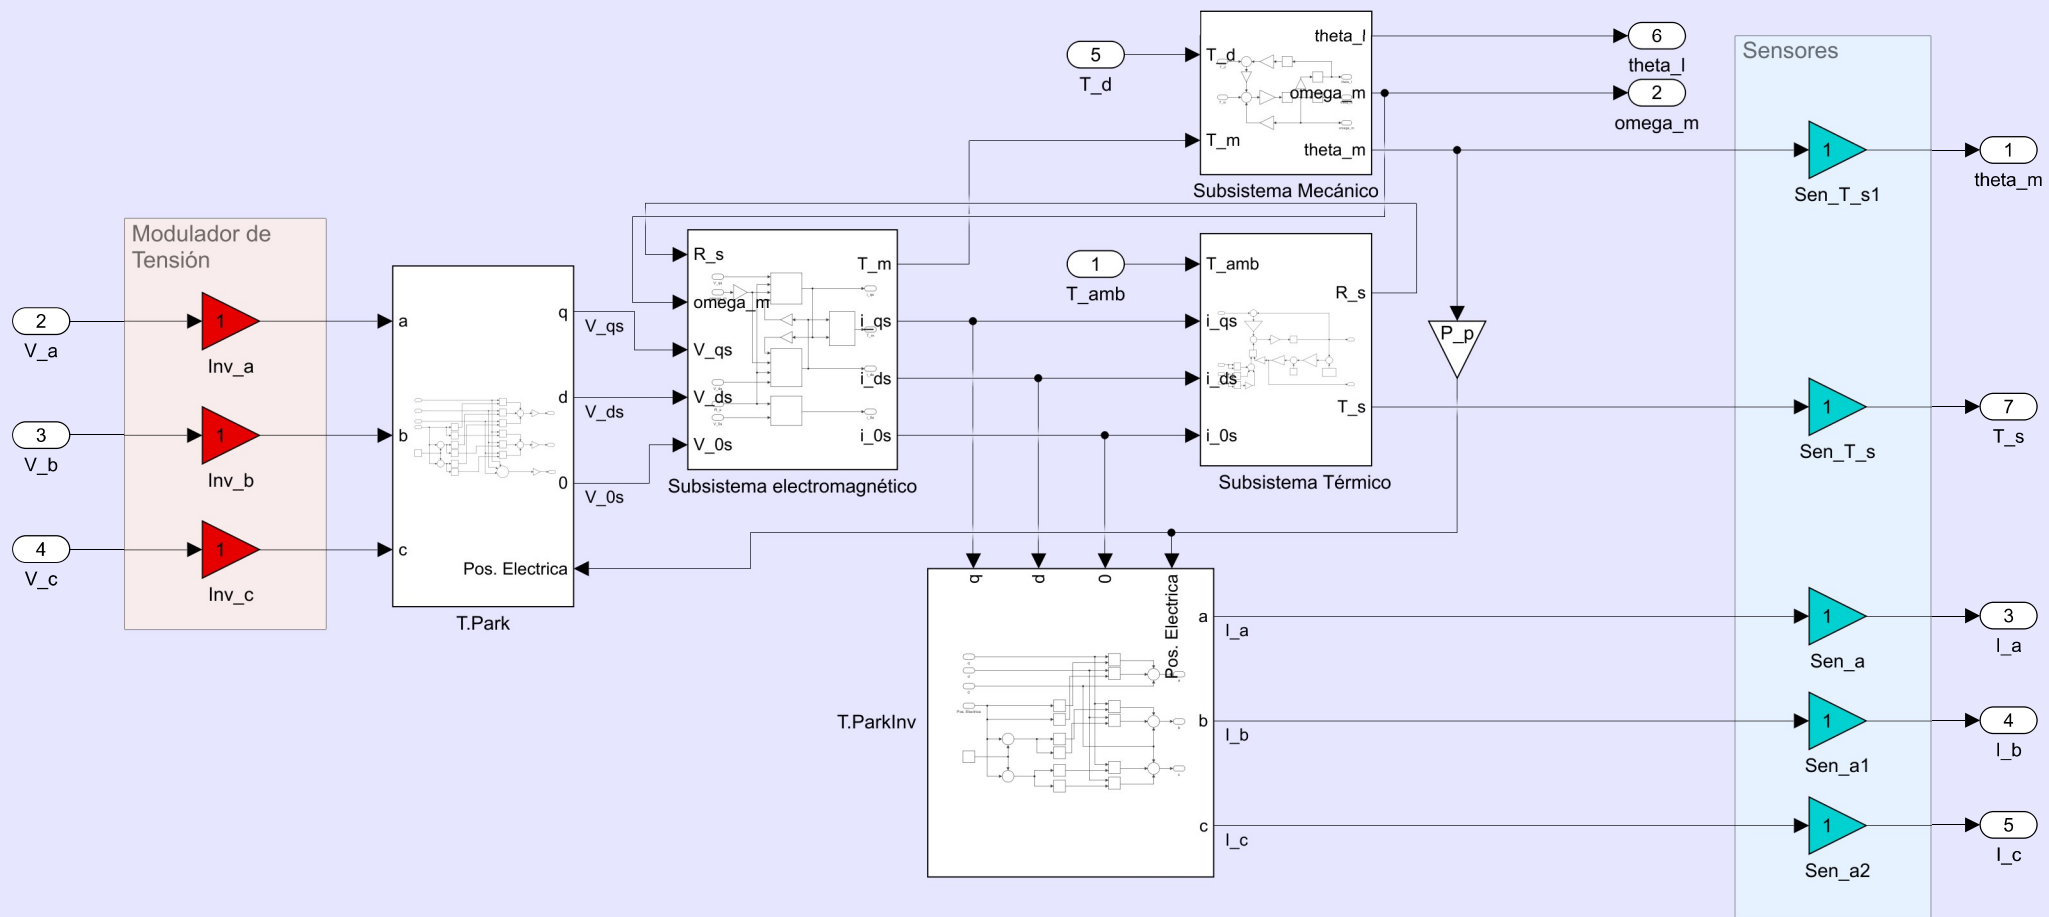 Modulador de
Tensión
2
V_a
3
V_b
4
V_c
1
Inv_a
1
Inv_b
1
Inv_c
a
b
c
q
d
0
Pos. Electrica
T.Park
V_qs
V_ds
V_0s
R_s
omega_m
V_qs
V_ds
V_0s
T_m
i_qs
i_ds
i_0s
Subsistema electromagnético
5
T_d
T_d
T_m
theta_l
omega_m
theta_m
Subsistema Mecánico
6
theta_l
2
omega_m
1
T_amb
T_amb
i_qs
i_ds
i_0s
R_s
T_s
Subsistema Térmico
P_p
q
d
0
Pos. Electrica
a
b
c
T.ParkInv
I_a
I_b
I_c
Sensores
1
Sen_T_s1
1
Sen_T_s
1
Sen_a
1
Sen_a1
1
Sen_a2
1
theta_m
7
T_s
3
I_a
4
I_b
5
I_c